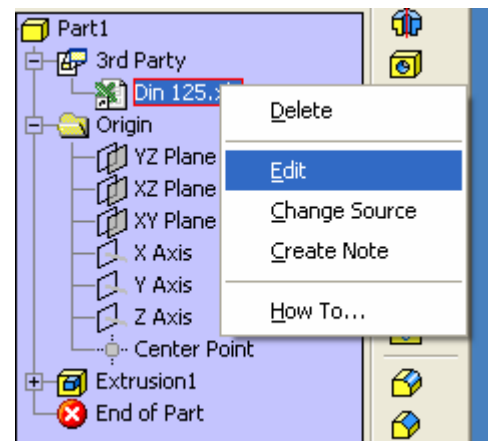 Part1
3rd Party
Din 125.x
Origin
YZ Plane
XZ Plane
XY Plane
X Axis
Y Axis
Z Axis
Center Point
Extrusion1
End of Part
Delete
Edit
Change Source
Create Note
How To...